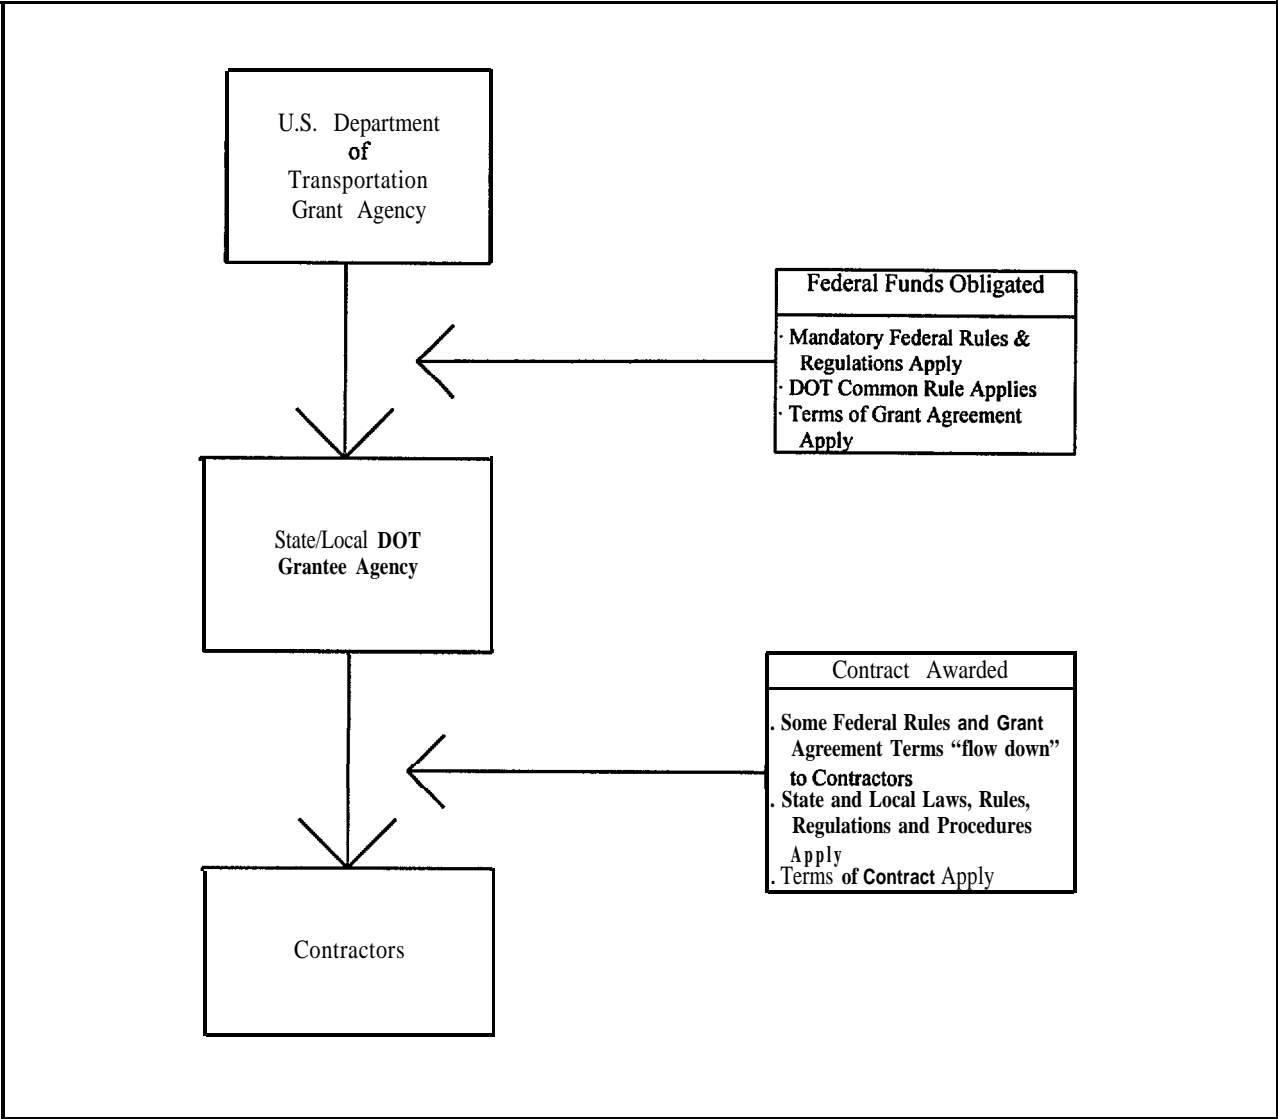 U.S. Department
of
Transportation
Grant Agency
Federal Funds Obligated
· Mandatory Federal Rules &
Regulations Apply
· DOT Common Rule Applies
· Terms of Grant Agreement
Apply
State/Local DOT
Grantee Agency
Contract Awarded
. Some Federal Rules and Grant
Agreement Terms “flow down”
to Contractors
. State and Local Laws, Rules,
Regulations and Procedures
Apply
. Terms of Contract Apply
Contractors